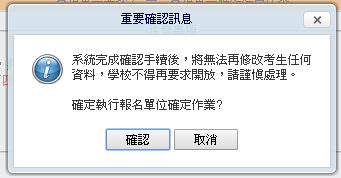 重要確認訊息
系統完成確認手續後，將無法再修改考生任何
資料，學校不得再要求開放，請謹慎處理。
確定執行報名單位確定作業?
確認
取消